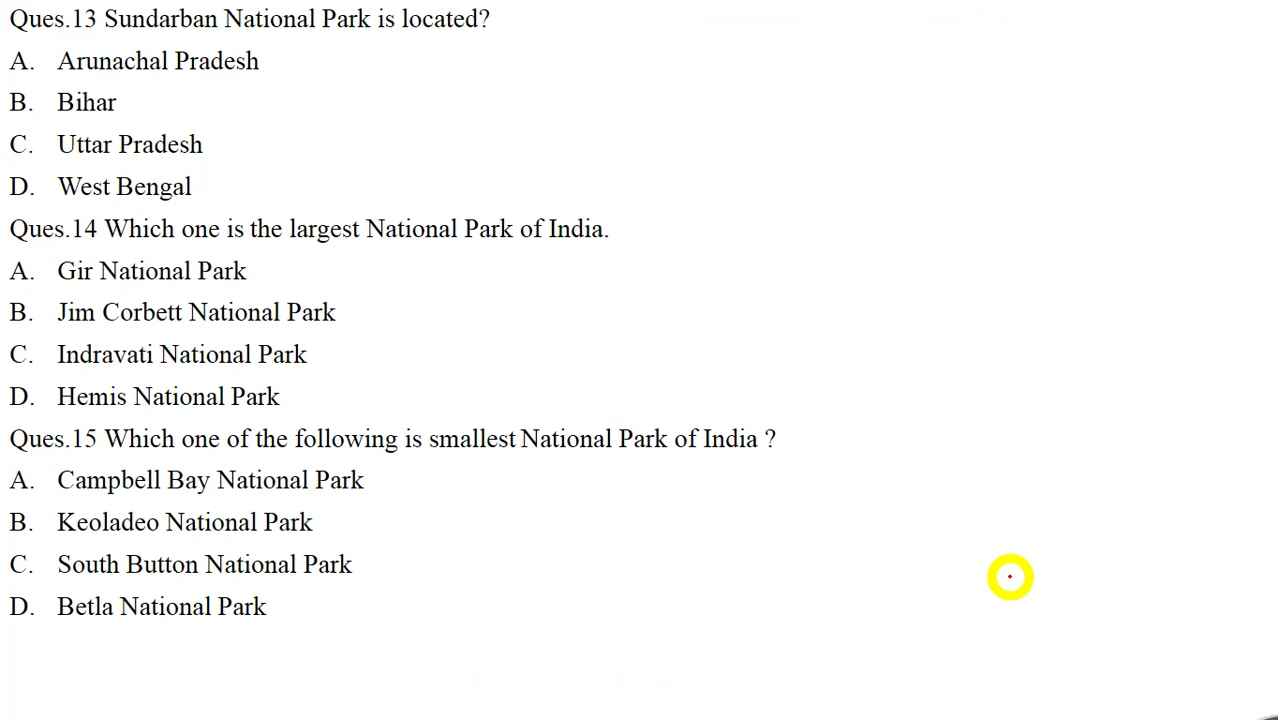 Ques.13 Sundarban National Park is located?
A. Arunachal Pradesh
B. Bihar
C. Uttar Pradesh
D. West Bengal
Ques.14 Which one is the largest National Park of India.
A. Gir National Park
B. Jim Corbett National Park
C. Indravati National Park
D. Hemis National Park
Ques.15 Which one of the following is smallest National Park of India ?
A. Campbell Bay National Park
B. Keoladeo National Park
C. South Button National Park
D. Betla National Park